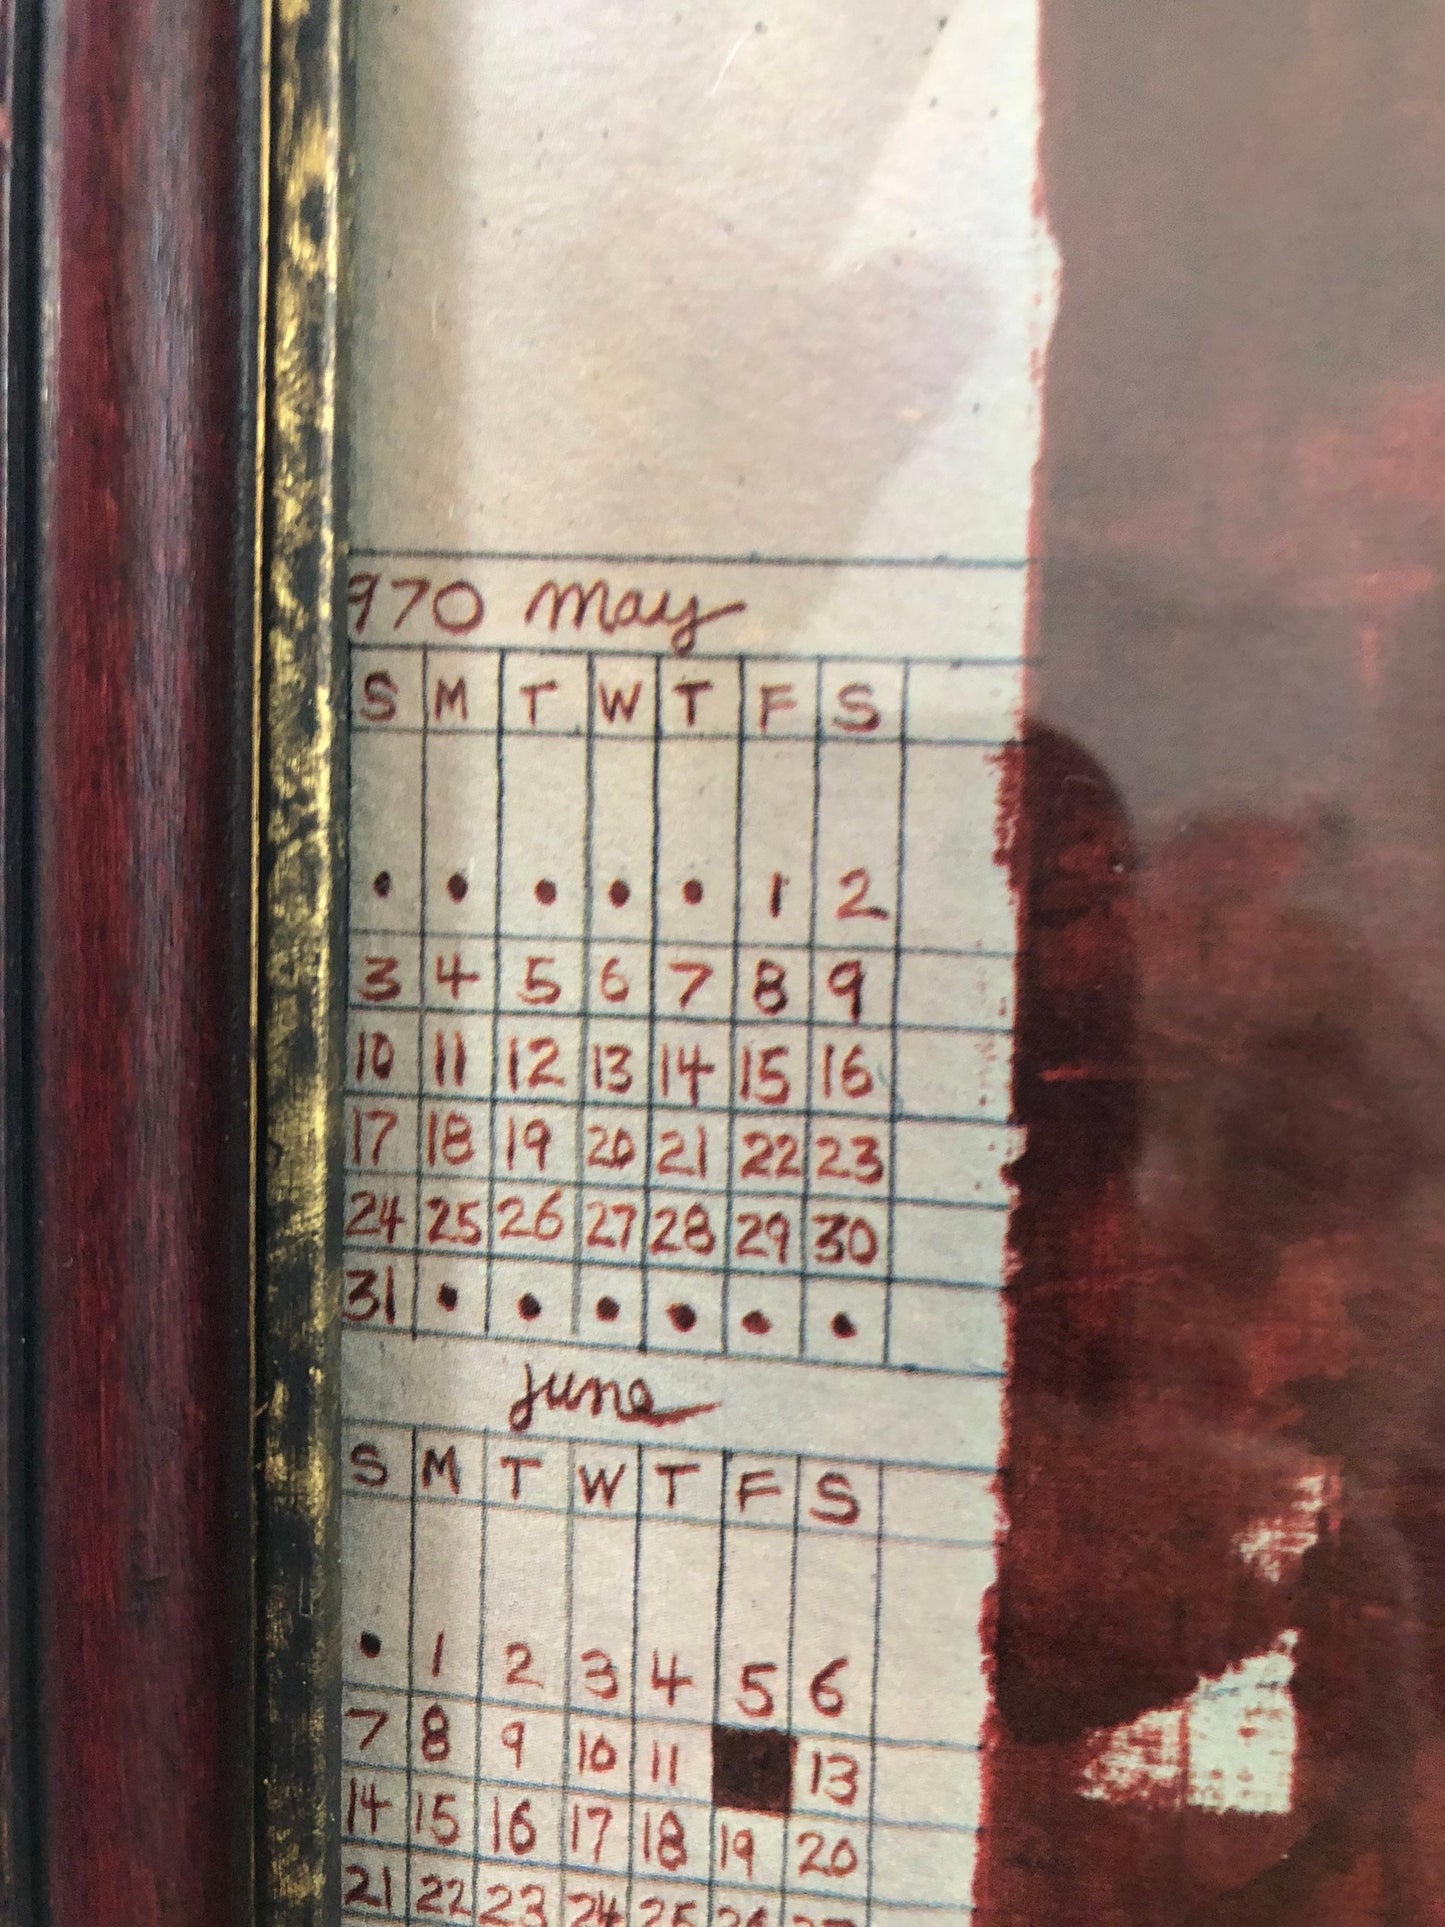 970 May
S M T W T F S
• • • • • 1 2
3 4 5 6 7 8 9
10 11 12 13 14 15 16
17 18 19 20 21 22 23
24 25 26 27 28 29 30
31 • • • • • •
june
S M T W T F S
• 1 2 3 4 5 6
7 8 9 10 11 13
14 15 16 17 18 19 20
21 22 23 24 25 26